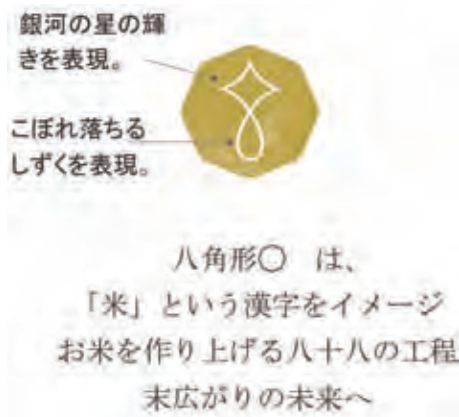 銀河の星の輝
きを表現。
こぼれ落ちる
しずくを表現。
八角形〇 は、
「米」という漢字をイメージ
お米を作り上げる八十八の工程
末広がりの未来へ